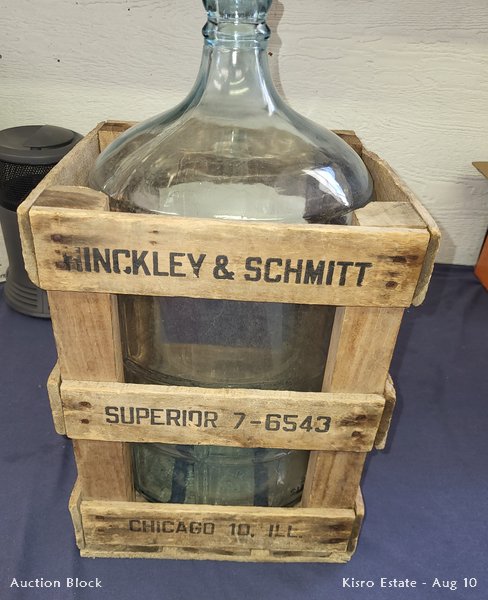 HINCKLEY & SCHMITT
SUPERIOR 7-6543
CHICAGO 10, ILL.
Auction Block
Kisro Estate - Aug 10